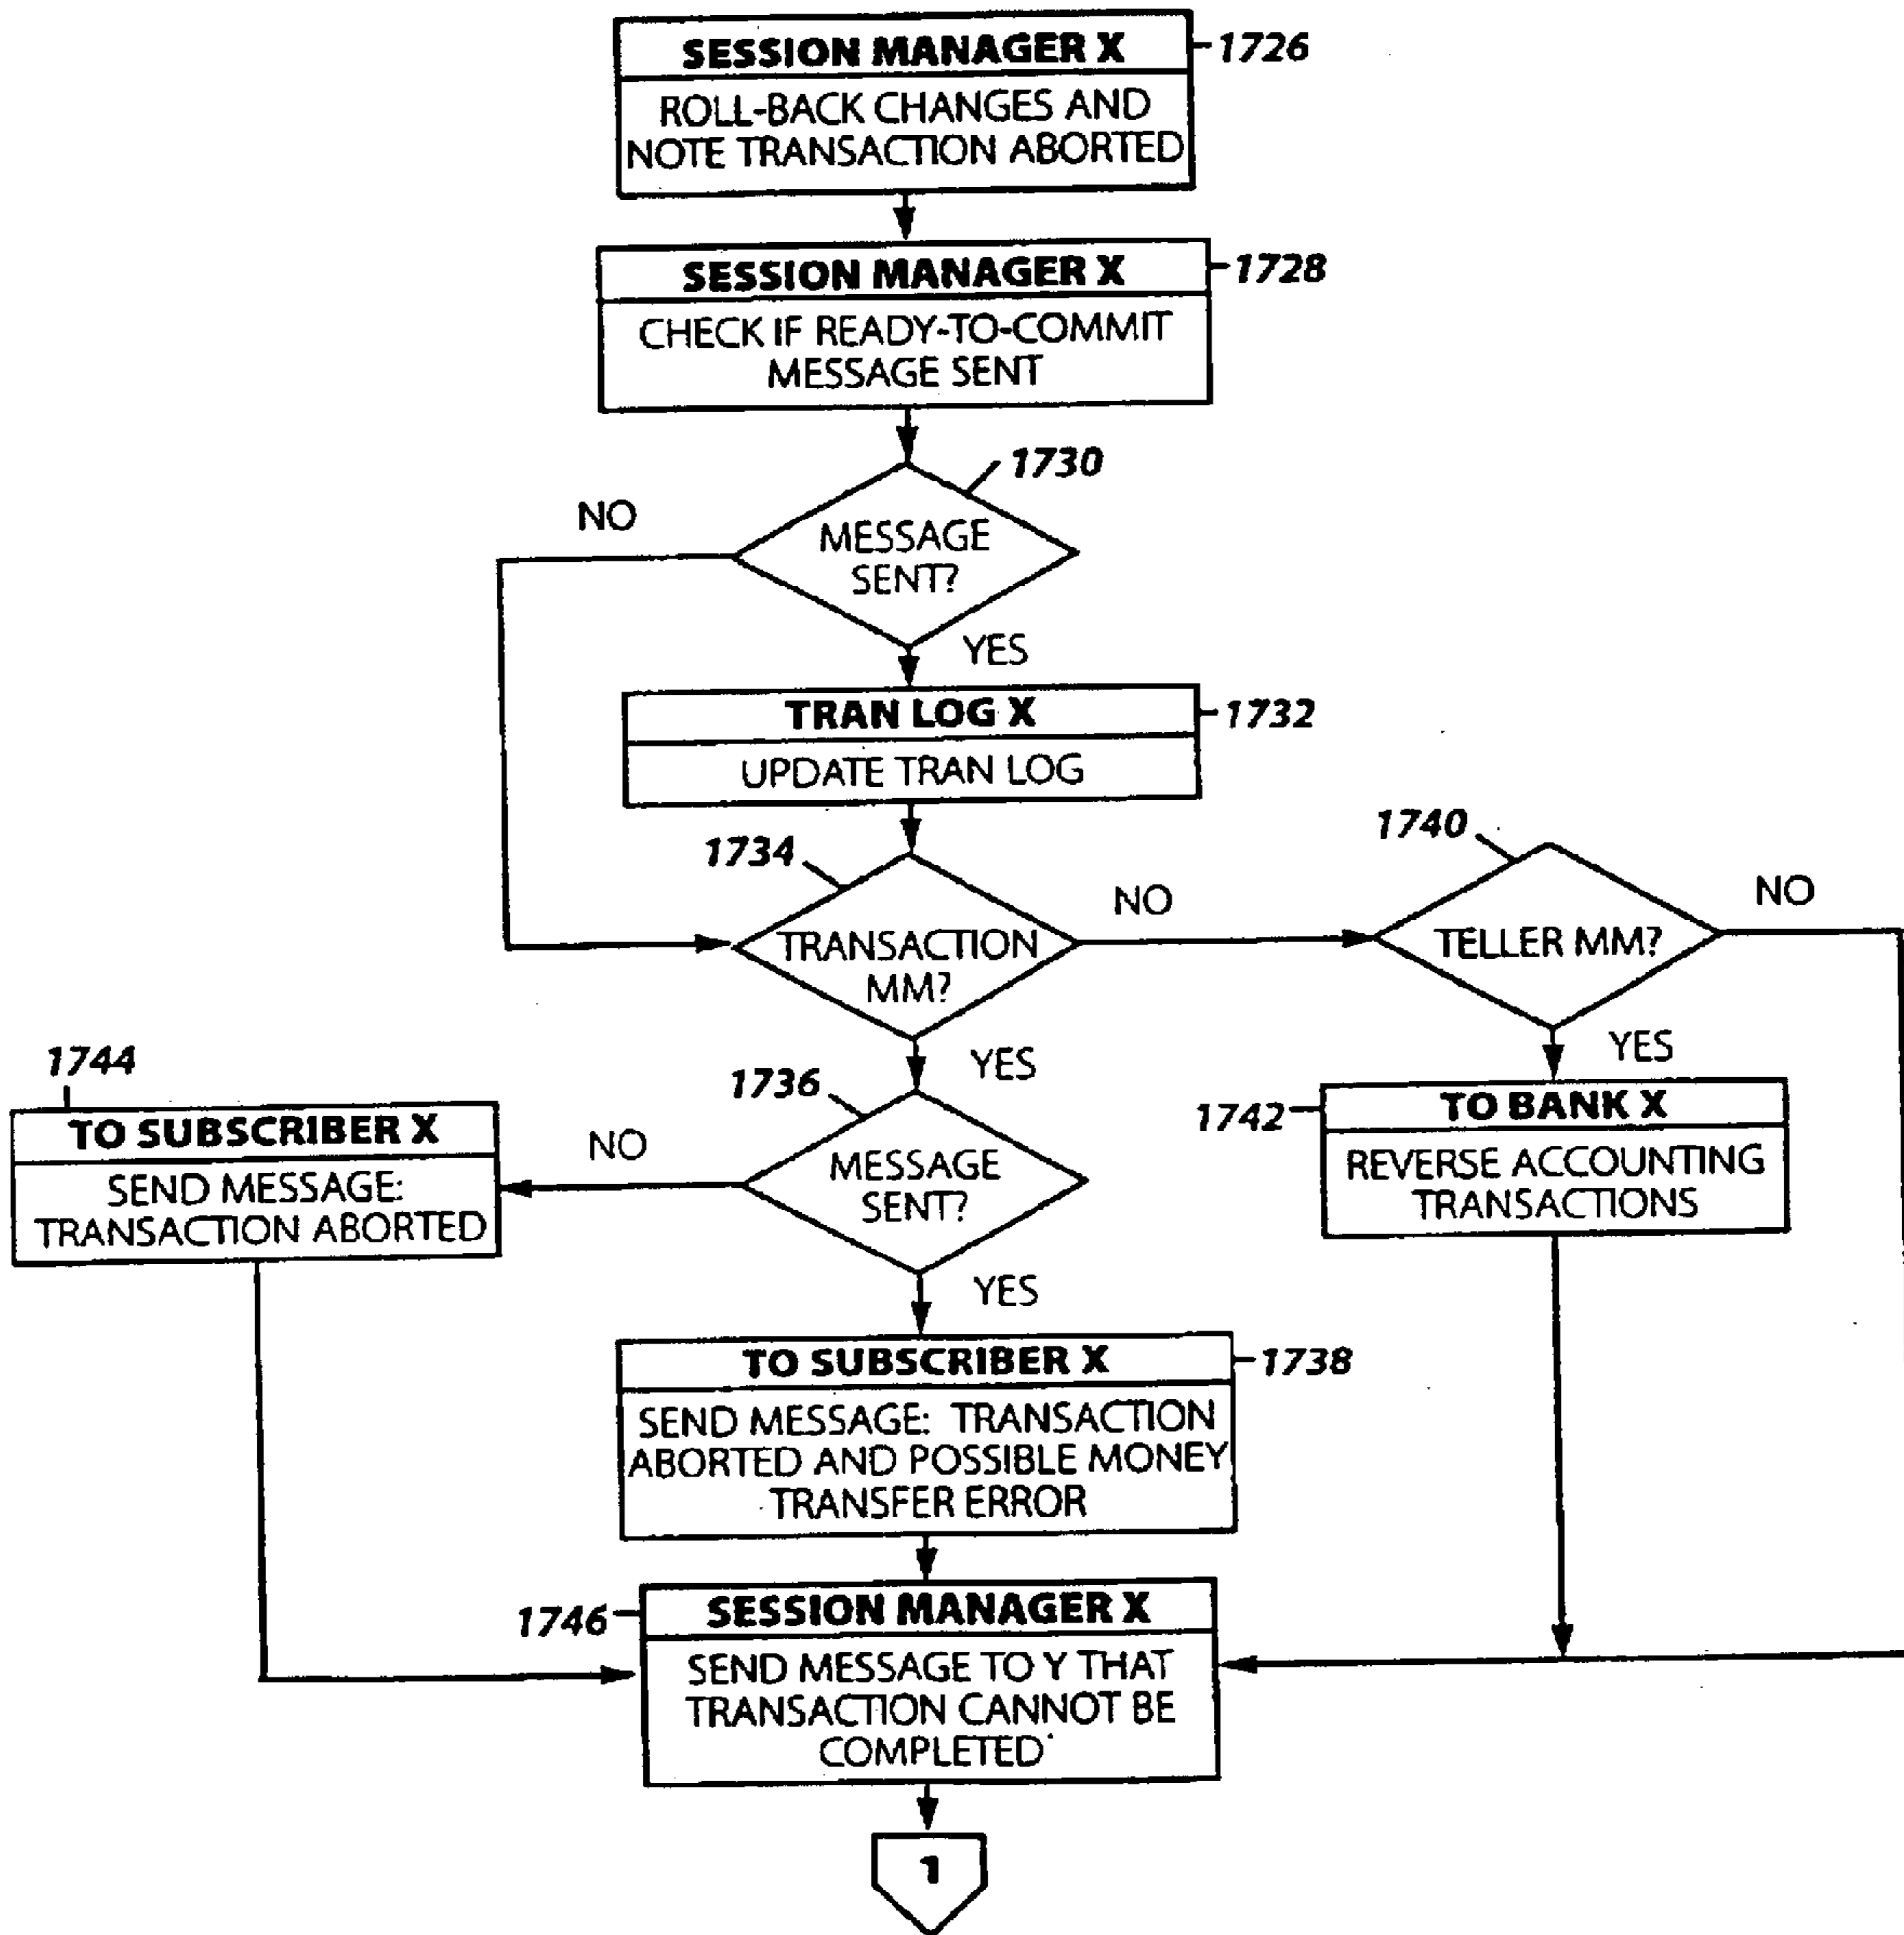 SESSION MANAGER X
1726
ROLL-BACK CHANGES AND
NOTE TRANSACTION ABORTED
SESSION MANAGER X
1728
CHECK IF READY-TO-COMMIT
MESSAGE SENT
1730
NO
MESSAGE
SENT?
YES
TRAN LOG X
1732
UPDATE TRAN LOG
1734
TRANSACTION
MM?
NO
1740
TELLER MM?
NO
YES
YES
1744
TO SUBSCRIBER X
SEND MESSAGE:
TRANSACTION ABORTED
1736
NO
MESSAGE
SENT?
YES
1742
TO BANK X
REVERSE ACCOUNTING
TRANSACTIONS
TO SUBSCRIBER X
1738
SEND MESSAGE: TRANSACTION
ABORTED AND POSSIBLE MONEY
TRANSFER ERROR
1746
SESSION MANAGER X
SEND MESSAGE TO Y THAT
TRANSACTION CANNOT BE
COMPLETED
1